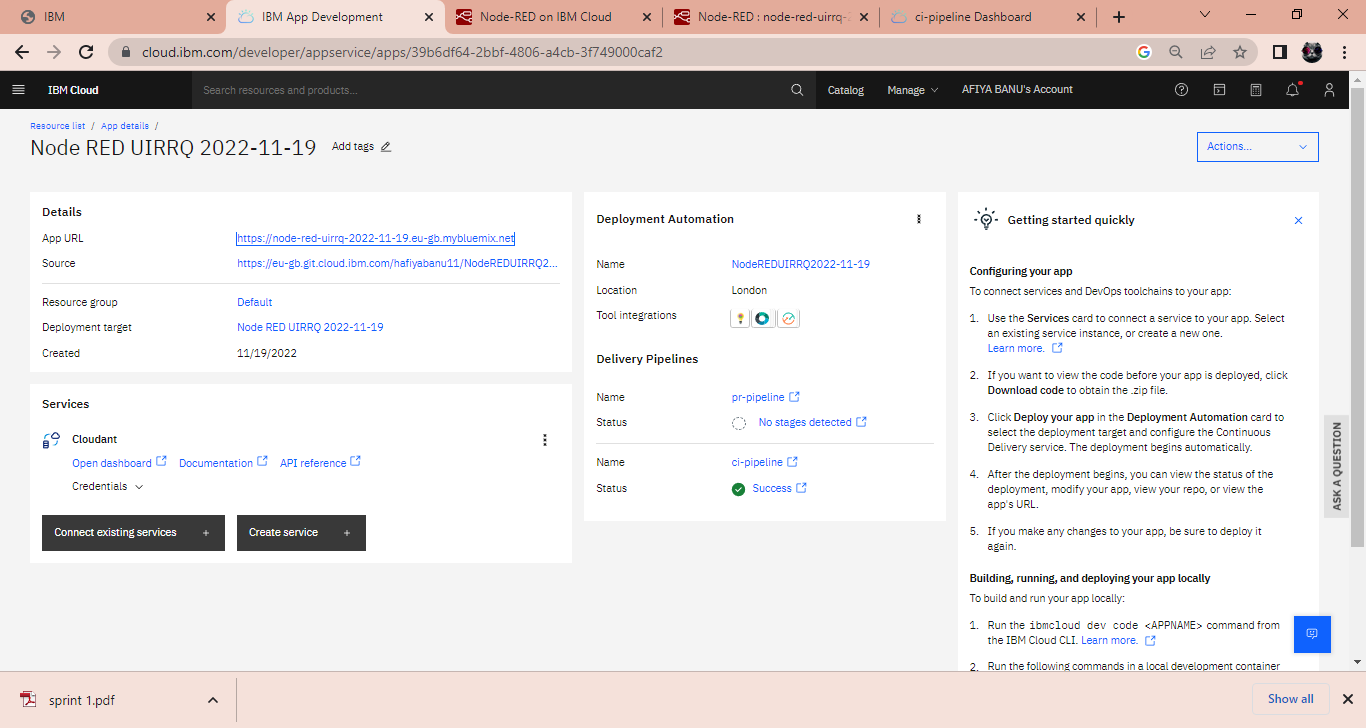 IBM
IBM App Development
Node-RED on IBM Cloud
Node-RED : node-red-uirrq-2
ci-pipeline Dashboard
cloud.ibm.com/developer/appservice/apps/39b6df64-2bbf-4806-a4cb-3f749000caf2
IBM Cloud
Search resources and products...
Catalog
Manage
AFIYA BANU's Account
Resource list / App details /
Node RED UIRRQ 2022-11-19
Add tags
Actions...
Details
App URL
https://node-red-uirrq-2022-11-19.eu-gb.mybluemix.net
Source
https://eu-gb.git.cloud.ibm.com/hafiyabanu11/NodeREDUIRRQ2...
Resource group
Default
Deployment target
Node RED UIRRQ 2022-11-19
Created
11/19/2022
Services
Cloudant
Open dashboard
Documentation
API reference
Credentials
Connect existing services +
Create service +
Deployment Automation
Name
NodeREDUIRRQ2022-11-19
Location
London
Tool integrations
Delivery Pipelines
Name
pr-pipeline
Status
No stages detected
Name
ci-pipeline
Status
Success
Getting started quickly
Configuring your app
To connect services and DevOps toolchains to your app:
1. Use the Services card to connect a service to your app. Select
an existing service instance, or create a new one.
Learn more.
2. If you want to view the code before your app is deployed, click
Download code to obtain the .zip file.
3. Click Deploy your app in the Deployment Automation card to
select the deployment target and configure the Continuous
Delivery service. The deployment begins automatically.
4. After the deployment begins, you can view the status of the
deployment, modify your app, view your repo, or view the
app's URL.
5. If you make any changes to your app, be sure to deploy it
again.
Building, running, and deploying your app locally
To build and run your app locally:
1. Run the ibmcloud dev code <APPNAME> command from
the IBM Cloud CLI. Learn more.
2. Run the following commands in a local development container
ASK A QUESTION
sprint 1.pdf
Show all